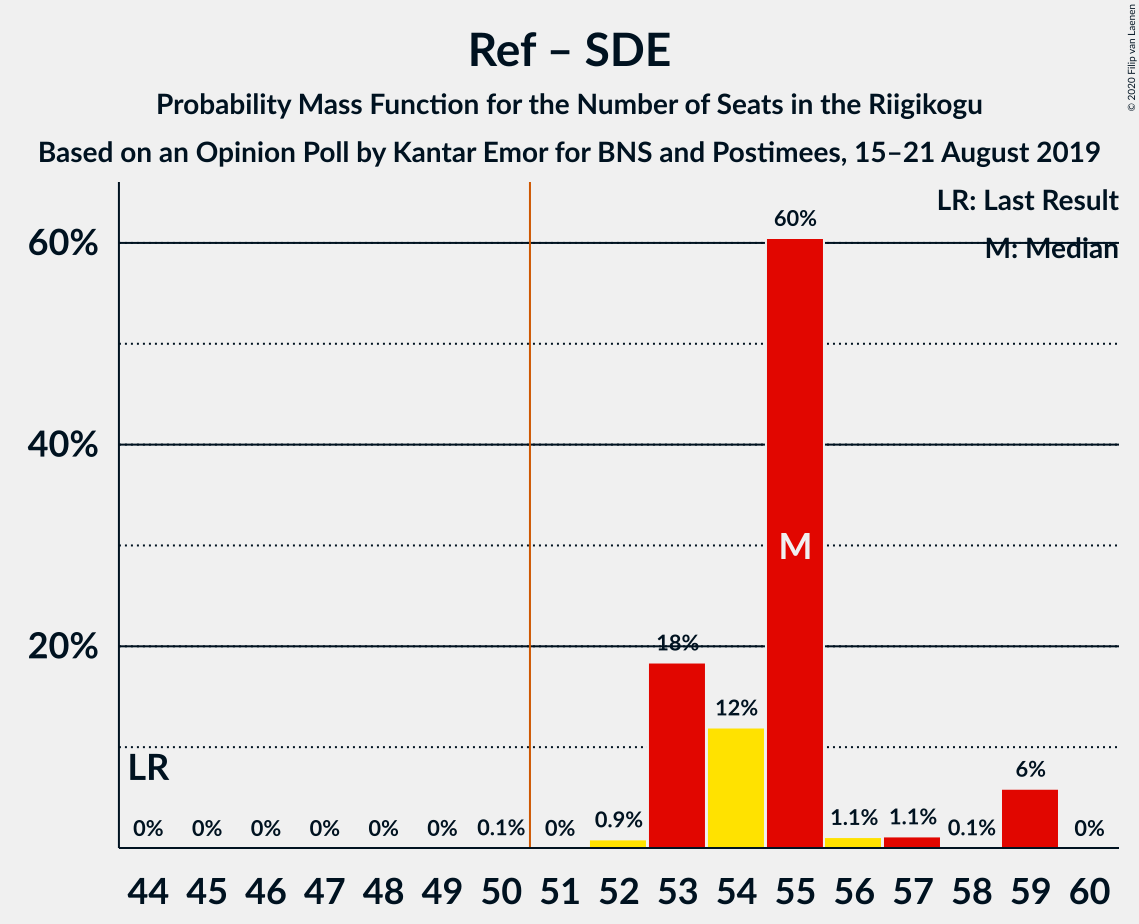 Ref – SDE
Probability Mass Function for the Number of Seats in the Riigikogu
Based on an Opinion Poll by Kantar Emor for BNS and Postimees, 15–21 August 2019
© 2020 Filip van Laenen
LR: Last Result
M: Median
60%
40%
20%
LR
M
0% 0% 0% 0% 0% 0% 0.1% 0% 0.9% 18% 12% 60% 1.1% 1.1% 0.1% 6% 0%
44 45 46 47 48 49 50 51 52 53 54 55 56 57 58 59 60